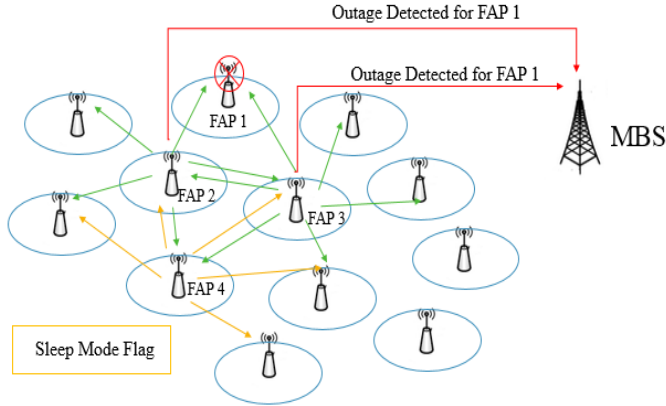 Outage Detected for FAP 1
Outage Detected for FAP 1
MBS
FAP 1
FAP 2
FAP 3
FAP 4
Sleep Mode Flag